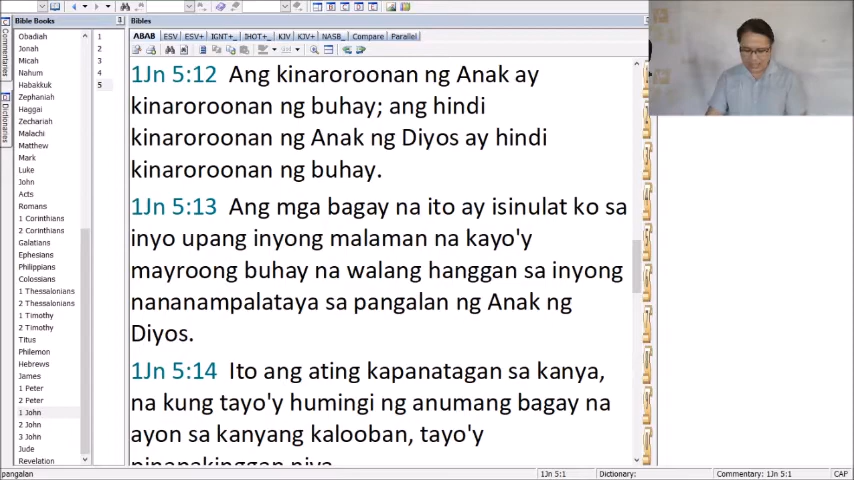 Bible Books
Bibles
Commentaries
Dictionaries
Obadiah
Jonah
Micah
Nahum
Habakkuk
Zephaniah
Haggai
Zechariah
Malachi
Matthew
Mark
Luke
John
Acts
Romans
1 Corinthians
2 Corinthians
Galatians
Ephesians
Philippians
Colossians
1 Thessalonians
2 Thessalonians
1 Timothy
2 Timothy
Titus
Philemon
Hebrews
James
1 Peter
2 Peter
1 John
2 John
3 John
Jude
Revelation
1
2
3
4
5
ABAB ESV ESV+ IGNT+_ IHOT+_ KJV KJV+ NASB_ Compare Parallel
1Jn 5:12 Ang kinaroroonan ng Anak ay
kinaroroonan ng buhay; ang hindi
kinaroroonan ng Anak ng Diyos ay hindi
kinaroroonan ng buhay.
1Jn 5:13 Ang mga bagay na ito ay isinulat ko sa
inyo upang inyong malaman na kayo'y
mayroong buhay na walang hanggan sa inyong
nananampalataya sa pangalan ng Anak ng
Diyos.
1Jn 5:14 Ito ang ating kapanatagan sa kanya,
na kung tayo'y humingi ng anumang bagay na
ayon sa kanyang kalooban, tayo'y
pinapakinggan niya.
pangalan
1Jn 5:1
Dictionary:
Commentary: 1Jn 5:1
CAP